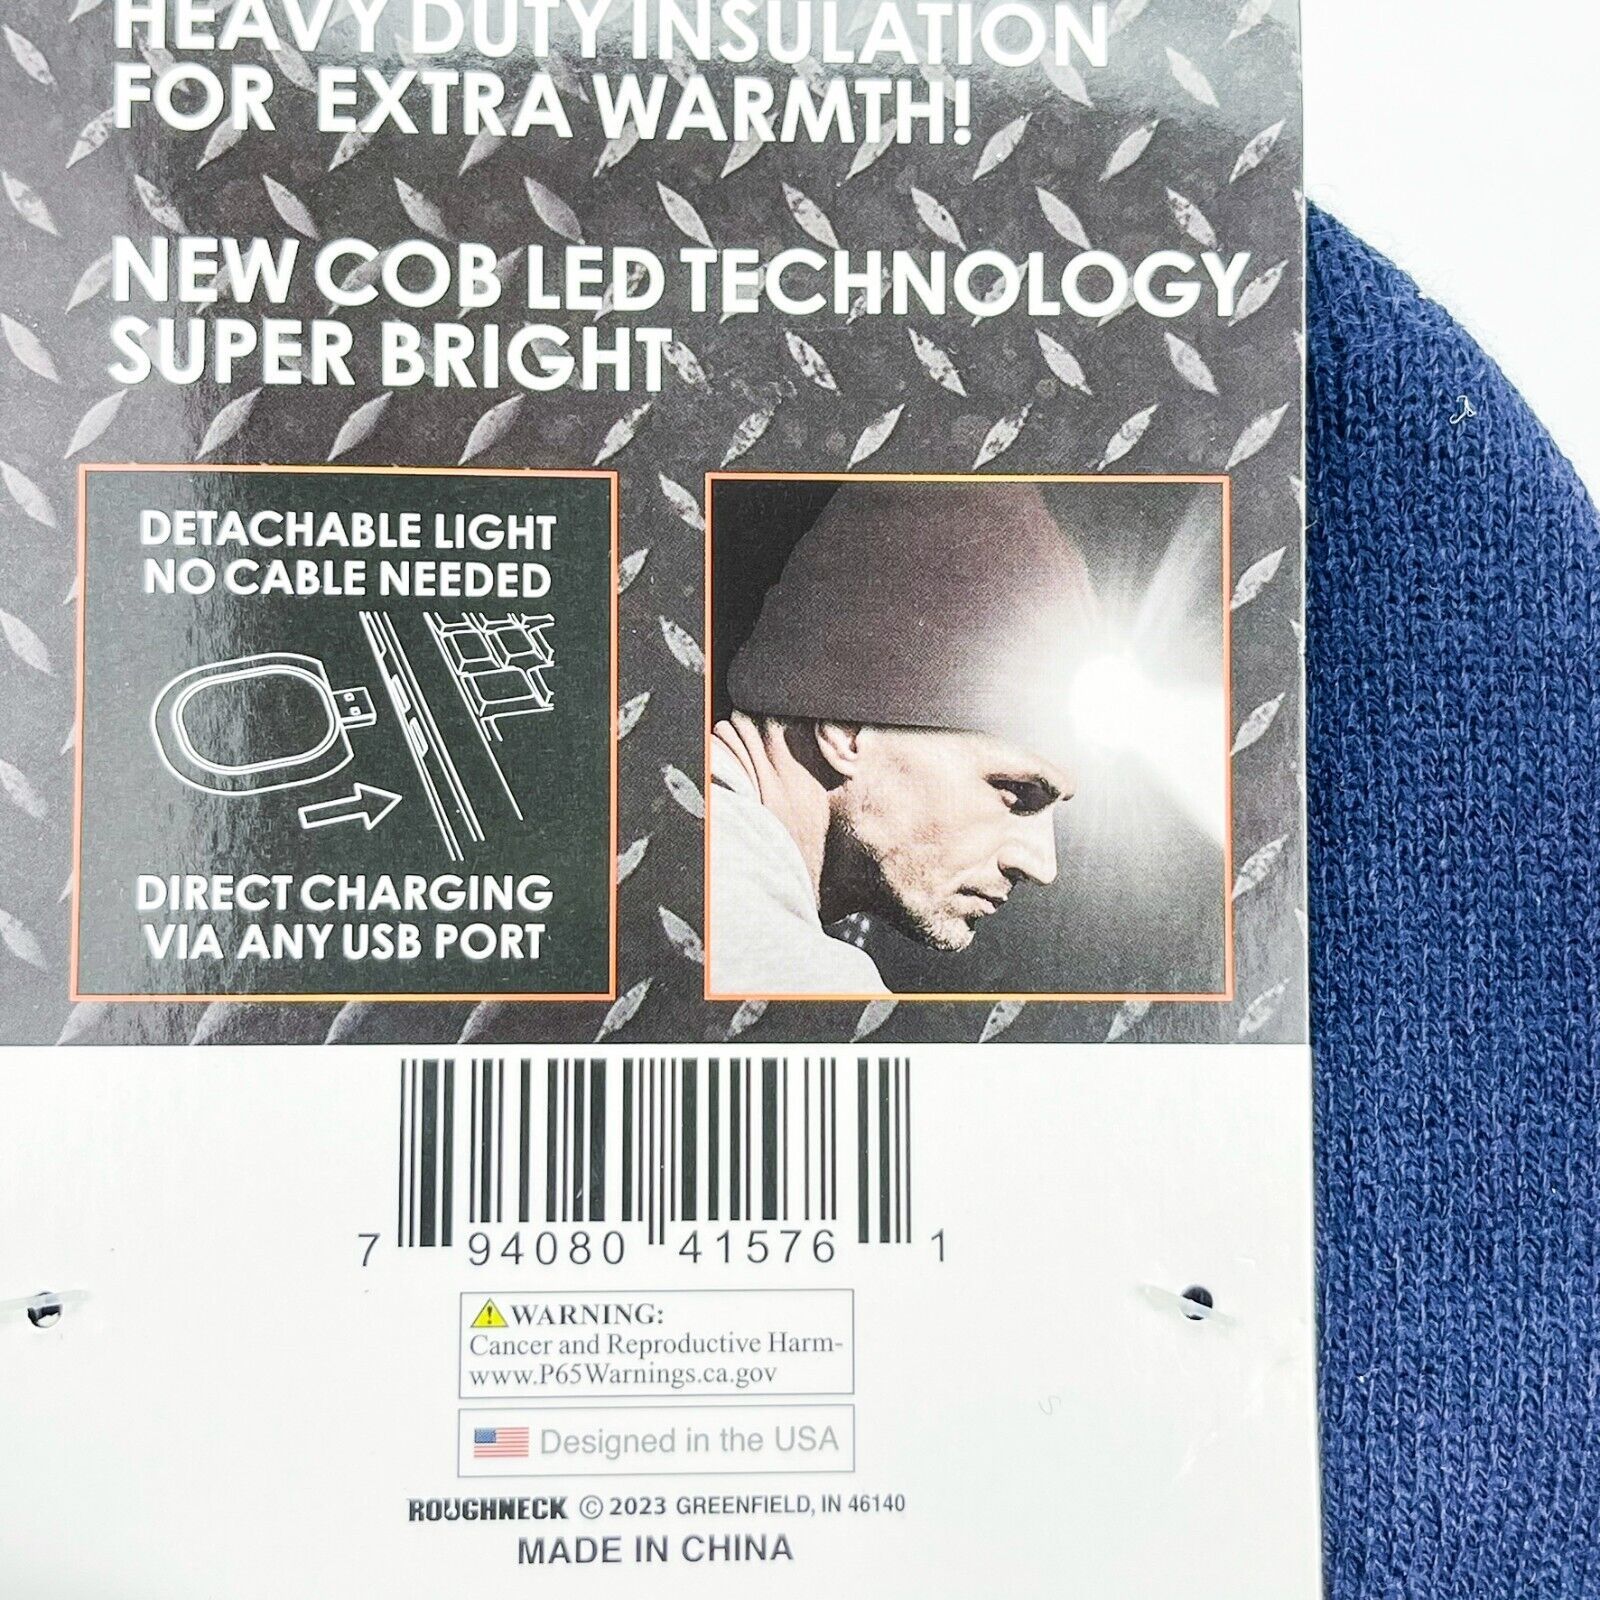 HEAVY DUTY INSULATION
FOR EXTRA WARMTH!
NEW COB LED TECHNOLOGY
SUPER BRIGHT
DETACHABLE LIGHT
NO CABLE NEEDED
DIRECT CHARGING
VIA ANY USB PORT
7 94080 41576 1
WARNING:
Cancer and Reproductive Harm-
www.P65Warnings.ca.gov
Designed in the USA
ROUGHNECK © 2023 GREENFIELD, IN 46140
MADE IN CHINA